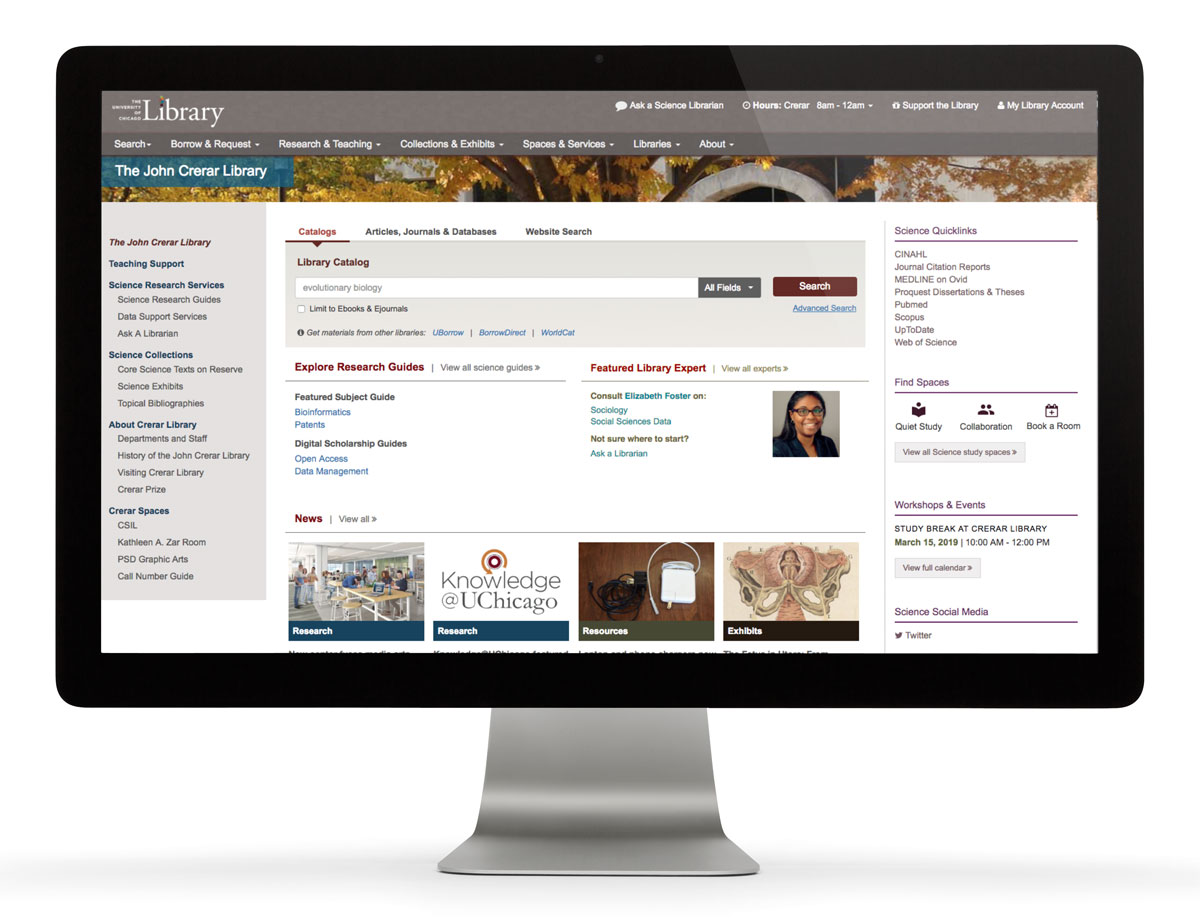 THE
UNIVERSITY
OF
CHICAGO
Library
Ask a Science Librarian
Hours: Crerar 8am - 12am
Support the Library
My Library Account
Search
Borrow & Request
Research & Teaching
Collections & Exhibits
Spaces & Services
Libraries
About
The John Crerar Library
The John Crerar Library
Teaching Support
Science Research Services
Science Research Guides
Data Support Services
Ask A Librarian
Science Collections
Core Science Texts on Reserve
Science Exhibits
Topical Bibliographies
About Crerar Library
Departments and Staff
History of the John Crerar Library
Visiting Crerar Library
Crerar Prize
Crerar Spaces
CSIL
Kathleen A. Zar Room
PSD Graphic Arts
Call Number Guide
Catalogs
Articles, Journals & Databases
Website Search
Library Catalog
evolutionary biology
All Fields
Search
Limit to Ebooks & Ejournals
Advanced Search
Get materials from other libraries: UBorrow | BorrowDirect | WorldCat
Explore Research Guides | View all science guides »
Featured Subject Guide
Bioinformatics
Patents
Digital Scholarship Guides
Open Access
Data Management
Featured Library Expert | View all experts »
Consult Elizabeth Foster on:
Sociology
Social Sciences Data
Not sure where to start?
Ask a Librarian
News | View all »
Knowledge
@UChicago
Research
Research
Resources
Exhibits
Science Quicklinks
CINAHL
Journal Citation Reports
MEDLINE on Ovid
Proquest Dissertations & Theses
Pubmed
Scopus
UpToDate
Web of Science
Find Spaces
Quiet Study
Collaboration
Book a Room
View all Science study spaces »
Workshops & Events
STUDY BREAK AT CRERAR LIBRARY
March 15, 2019 | 10:00 AM - 12:00 PM
View full calendar »
Science Social Media
Twitter